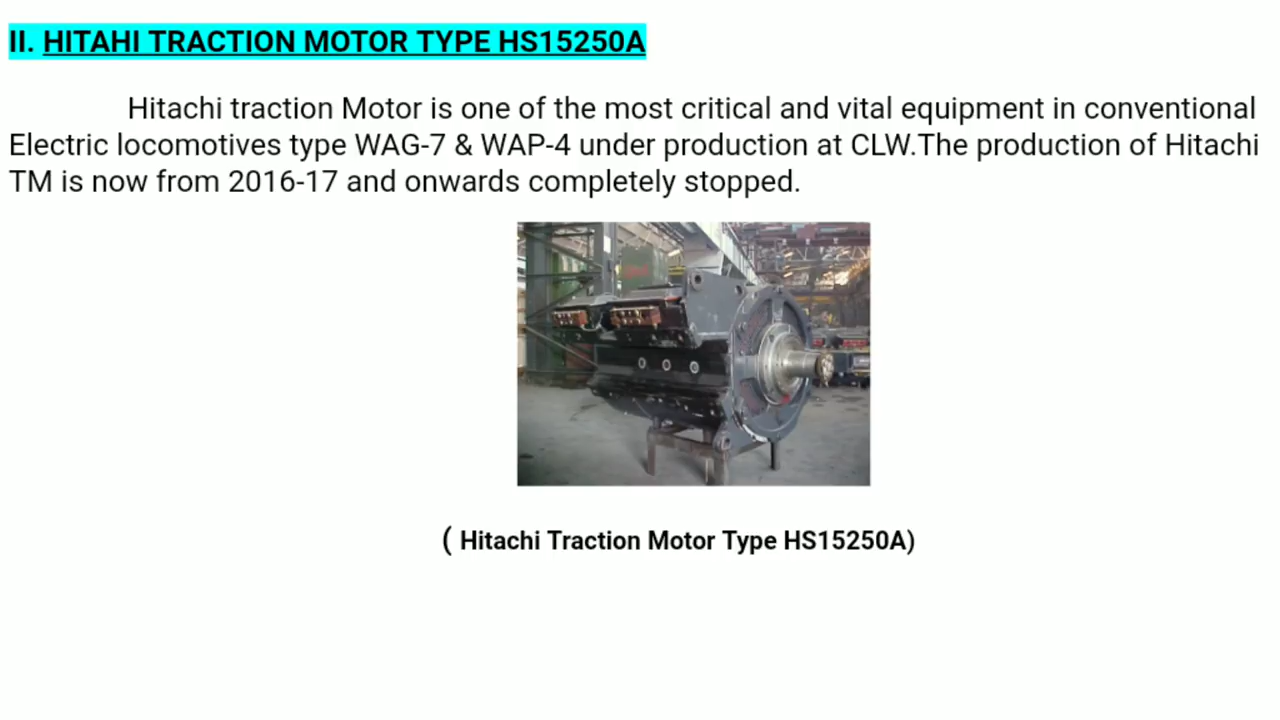 II. HITAHI TRACTION MOTOR TYPE HS15250A
Hitachi traction Motor is one of the most critical and vital equipment in conventional
Electric locomotives type WAG-7 & WAP-4 under production at CLW.The production of Hitachi
TM is now from 2016-17 and onwards completely stopped.
( Hitachi Traction Motor Type HS15250A)